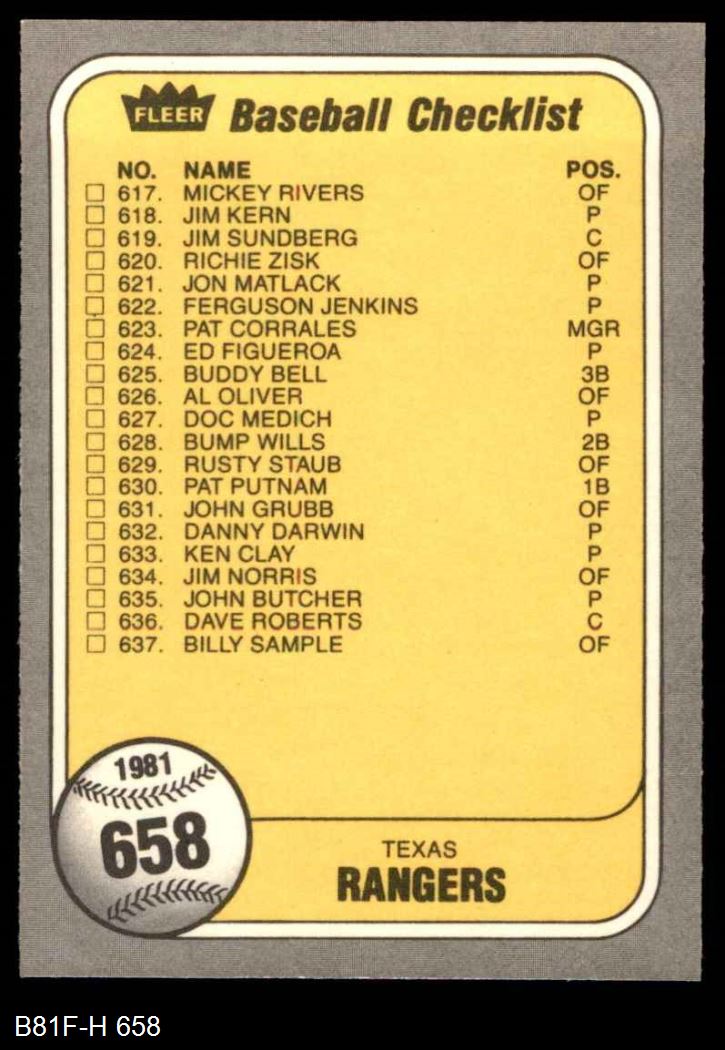 FLEER Baseball Checklist
NO. NAME POS.
617. MICKEY RIVERS OF
618. JIM KERN P
619. JIM SUNDBERG C
620. RICHIE ZISK OF
621. JON MATLACK P
622. FERGUSON JENKINS P
623. PAT CORRALES MGR
624. ED FIGUEROA P
625. BUDDY BELL 3B
626. AL OLIVER OF
627. DOC MEDICH P
628. BUMP WILLS 2B
629. RUSTY STAUB OF
630. PAT PUTNAM 1B
631. JOHN GRUBB OF
632. DANNY DARWIN P
633. KEN CLAY P
634. JIM NORRIS OF
635. JOHN BUTCHER P
636. DAVE ROBERTS C
637. BILLY SAMPLE OF
1981
658
TEXAS
RANGERS
B81F-H 658